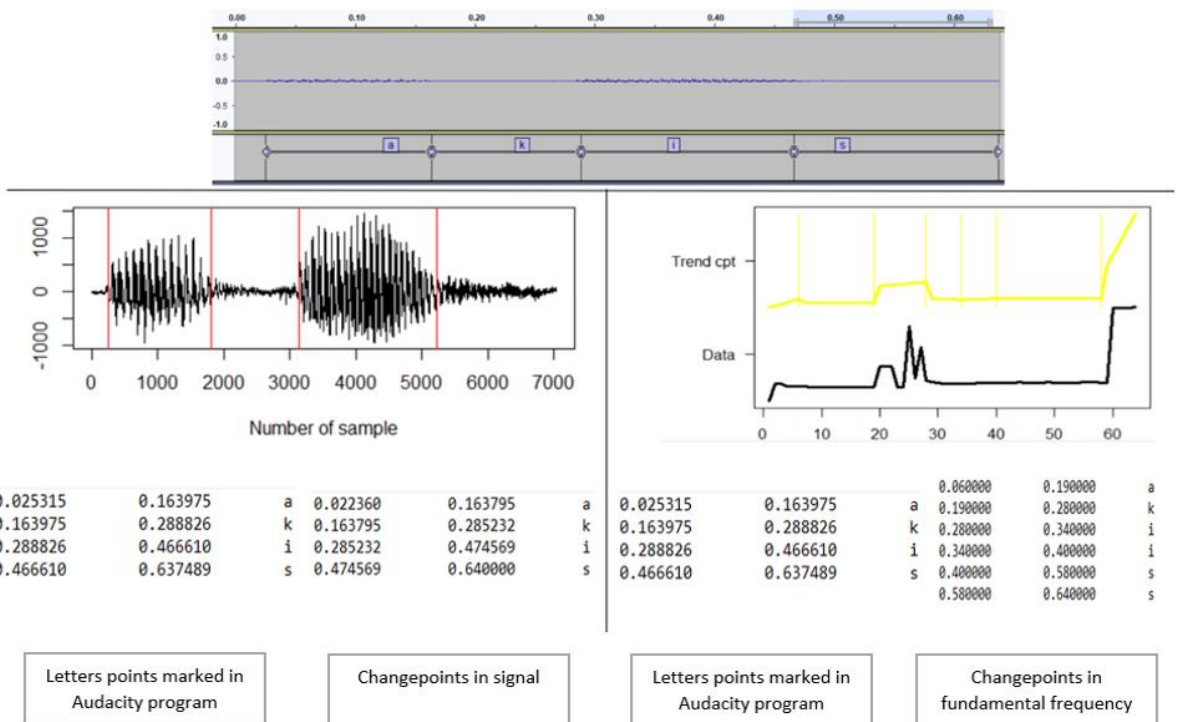 0.00 0.10 0.20 0.30 0.40 0.50 0.60
1.0
0.5
0.0
-0.5
-1.0
a k i s
1000
0
-1000
0 1000 2000 3000 4000 5000 6000 7000
Number of sample
Trend cpt
Data
0 10 20 30 40 50 60
0.025315 0.163975 a
0.163975 0.288826 k
0.288826 0.466610 i
0.466610 0.637489 s
0.022360 0.163795 a
0.163795 0.285232 k
0.285232 0.474569 i
0.474569 0.640000 s
0.025315 0.163975 a
0.163975 0.288826 k
0.288826 0.466610 i
0.466610 0.637489 s
0.060000 0.190000 a
0.190000 0.280000 k
0.280000 0.340000 i
0.340000 0.400000 i
0.400000 0.580000 s
0.580000 0.640000 s
Letters points marked in
Audacity program
Changepoints in signal
Letters points marked in
Audacity program
Changepoints in
fundamental frequency